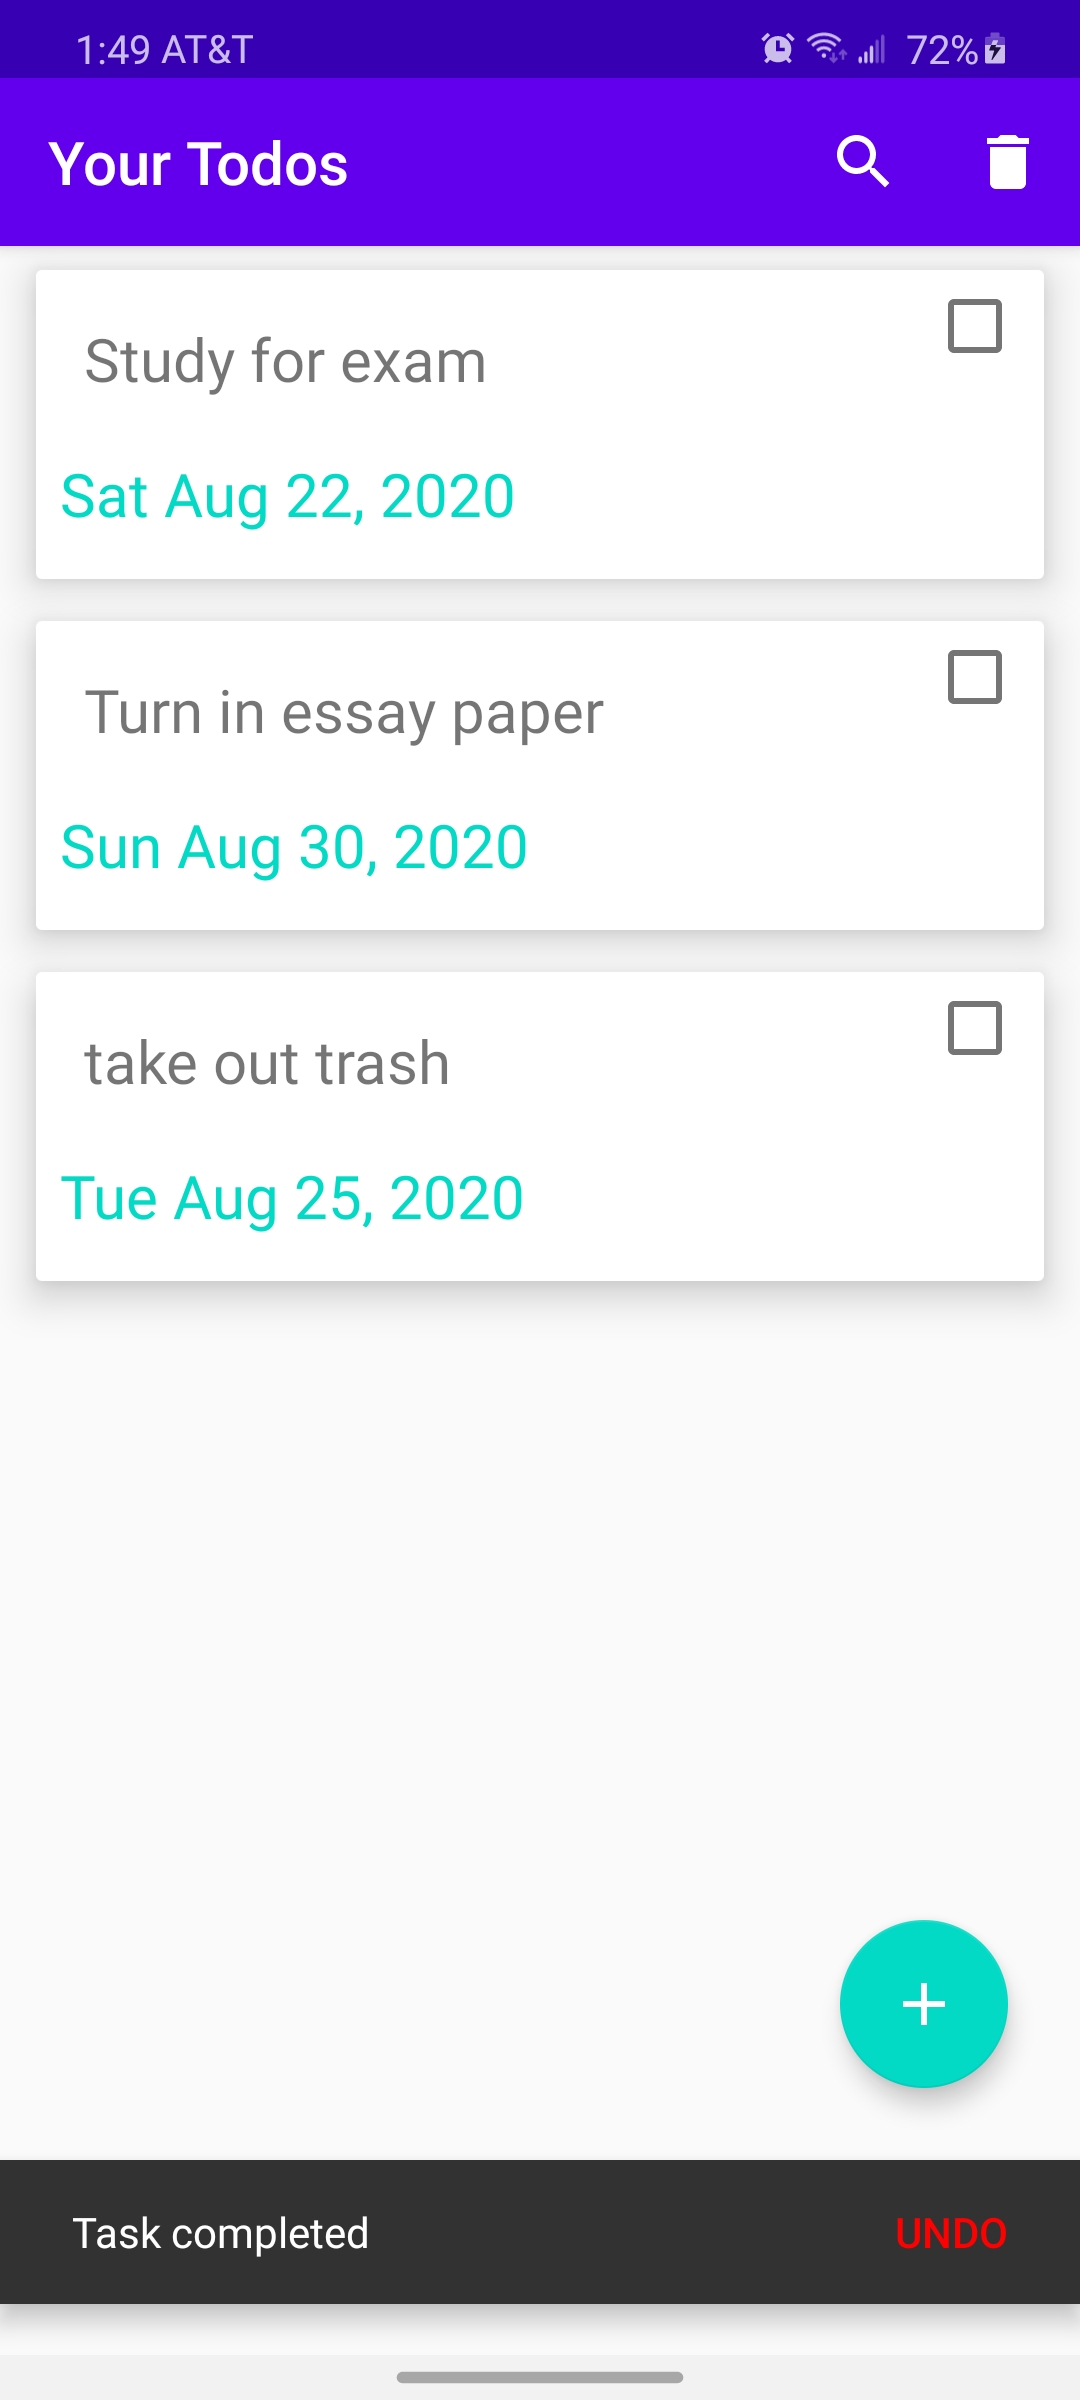 1:49 AT&T 72%
Your Todos
Study for exam
Sat Aug 22, 2020
Turn in essay paper
Sun Aug 30, 2020
take out trash
Tue Aug 25, 2020
Task completed UNDO